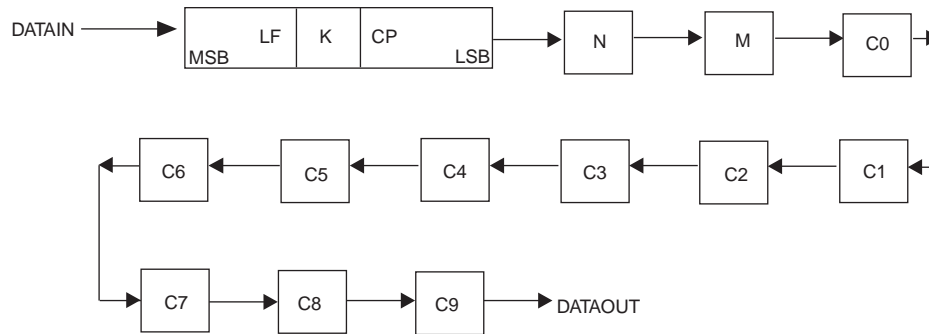 DATAIN
LF K CP
MSB LSB
N
M
C0
C6
C5
C4
C3
C2
C1
C7
C8
C9
DATAOUT